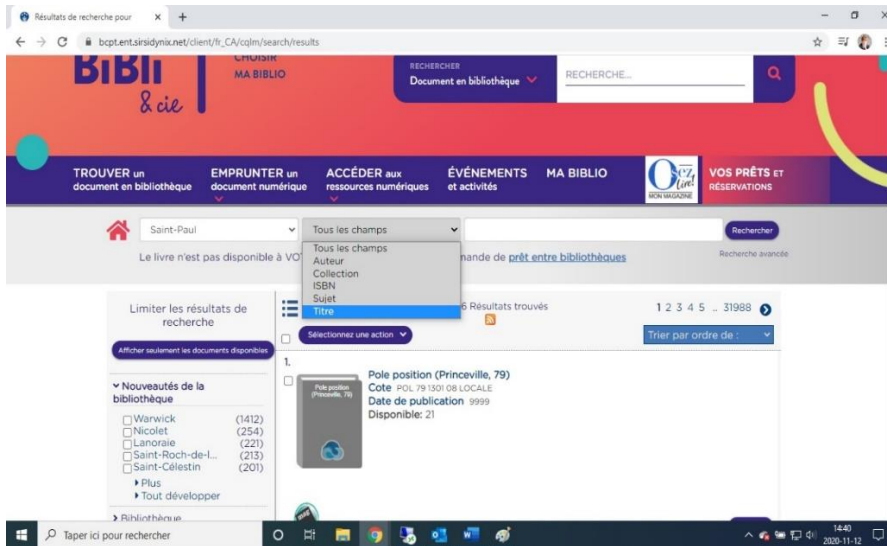 Résultats de recherche pour
bcpt.ent.sirsidynix.net/client/fr_CA/cqlm/search/results
BiBli
& cie
CHOISIR
MA BIBLIO
RECHERCHER
Document en bibliothèque
RECHERCHE...
TROUVER un
document en bibliothèque
EMPRUNTER un
document numérique
ACCÉDER aux
ressources numériques
ÉVÉNEMENTS
et activités
MA BIBLIO
MON MAGAZINE
VOS PRÊTS ET
RÉSERVATIONS
Saint-Paul
Tous les champs
Rechercher
Tous les champs
Auteur
Collection
ISBN
Sujet
Titre
Le livre n'est pas disponible à
prêt entre bibliothèques
Recherche avancée
Limiter les résultats de
recherche
6 Résultats trouvés
1 2 3 4 5 .. 31988
Afficher seulement les documents disponibles
Sélectionnez une action
Trier par ordre de :
1.
Nouveautés de la
bibliothèque
Warwick (1412)
Nicolet (254)
Lanoraie (221)
Saint-Roch-de-l... (213)
Saint-Célestin (201)
Plus
Tout développer
Bibliothèque
Pole position
(Princeville, 79)
Pole position (Princeville, 79)
Cote POL 79 1301 08 LOCALE
Date de publication 9999
Disponible: 21
Taper ici pour rechercher
14:40
2020-11-12